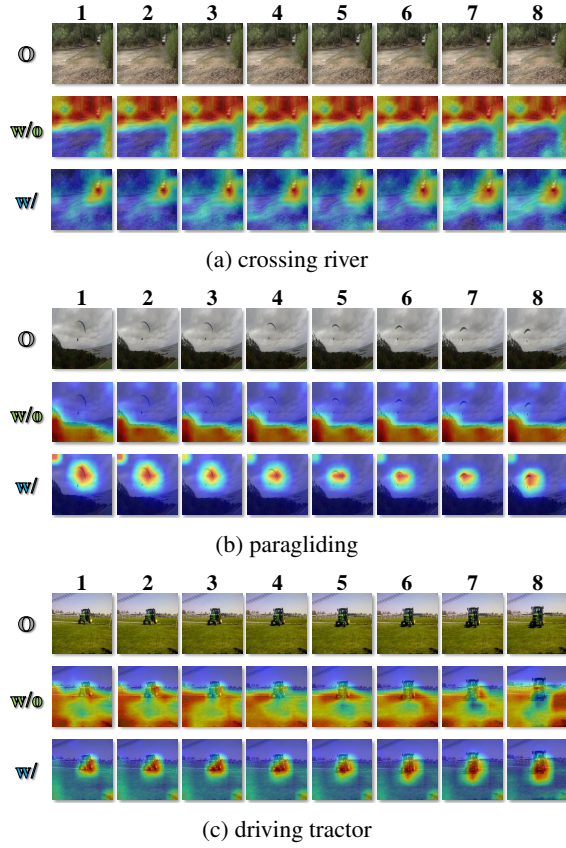 1 2 3 4 5 6 7 8
O
w/o
w/
(a) crossing river
1 2 3 4 5 6 7 8
O
w/o
w/
(b) paragliding
1 2 3 4 5 6 7 8
O
w/o
w/
(c) driving tractor